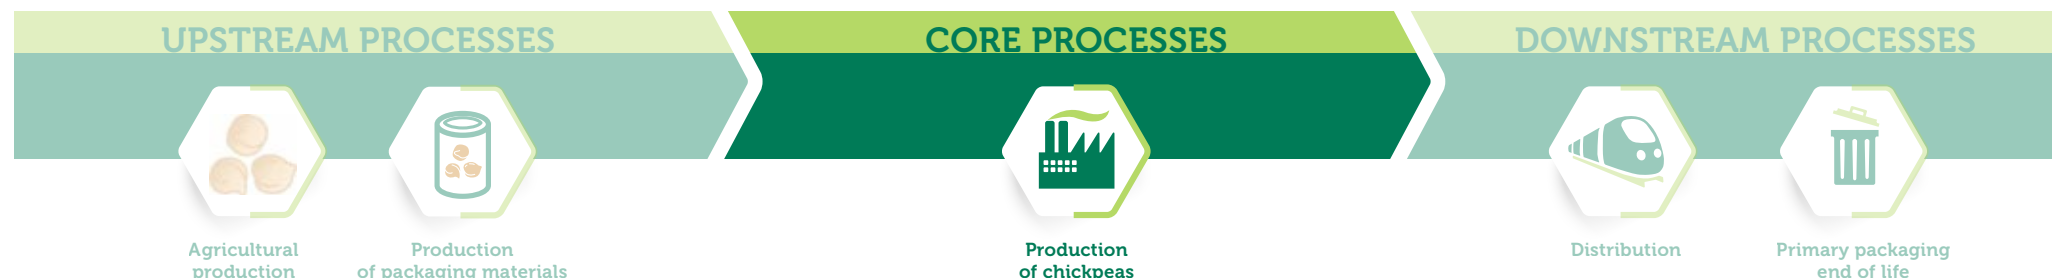 UPSTREAM PROCESSES
CORE PROCESSES
DOWNSTREAM PROCESSES
Agricultural
production
Production
of packaging materials
Production
of chickpeas
Distribution
Primary packaging
end of life